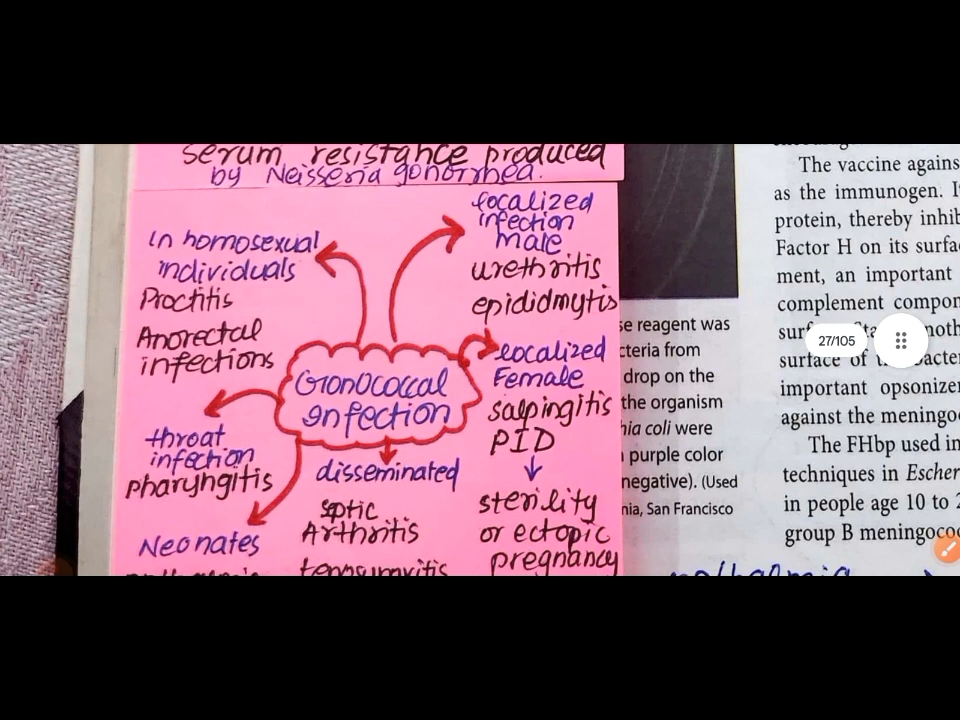 serum resistance produced
by Neisseria gonorrhea.
In homosexual
individuals
Proctitis
Anorectal
infections
localized
infection
male
urethritis
epididmytis
Gonococcal
Infection
localized
Female
salpingitis
PID
sterility
or ectopic
pregnancy
throat
infection
pharyngitis
disseminated
septic
Arthritis
Neonates
se reagent was
cteria from
drop on the
the organism
hia coli were
purple color
negative). (Used
nia, San Francisco
The vaccine agains
as the immunogen. I
protein, thereby inhib
Factor H on its surfa
ment, an important
complement compon
surface of
important opsonize
against the meningo
The FHbp used in
techniques in Escher
in people age 10 to 2
group B meningoco
27/105